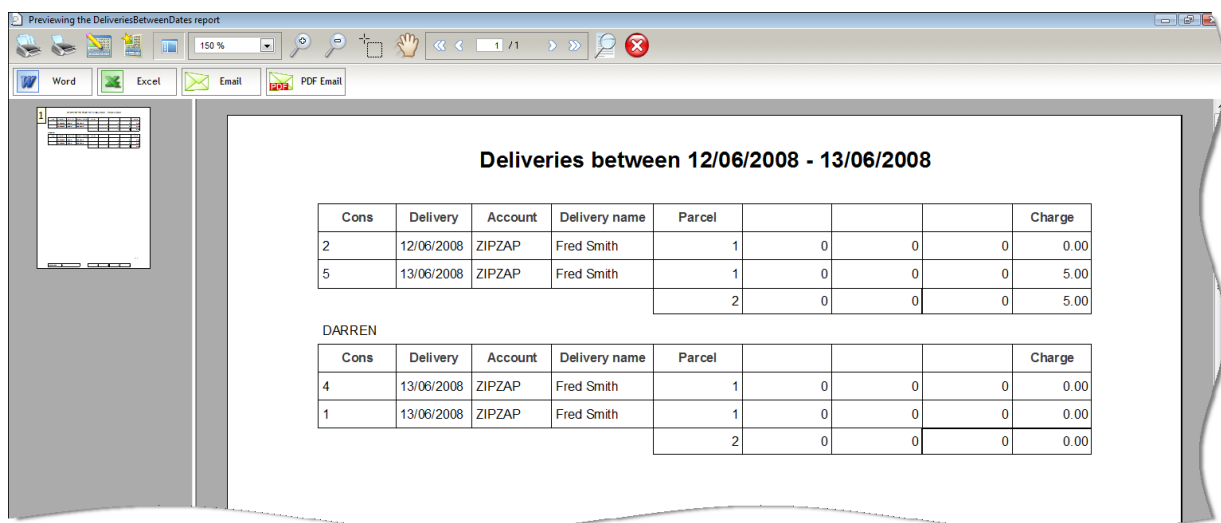 Previewing the DeliveriesBetweenDates report
150 % 1 /1
W Word Excel Email PDF PDF Email
1
Deliveries between 12/06/2008 - 13/06/2008
Cons Delivery Account Delivery name Parcel Charge
2 12/06/2008 ZIPZAP Fred Smith 1 0 0 0 0.00
5 13/06/2008 ZIPZAP Fred Smith 1 0 0 0 5.00
2 0 0 0 5.00
DARREN
Cons Delivery Account Delivery name Parcel Charge
4 13/06/2008 ZIPZAP Fred Smith 1 0 0 0 0.00
1 13/06/2008 ZIPZAP Fred Smith 1 0 0 0 0.00
2 0 0 0 0.00